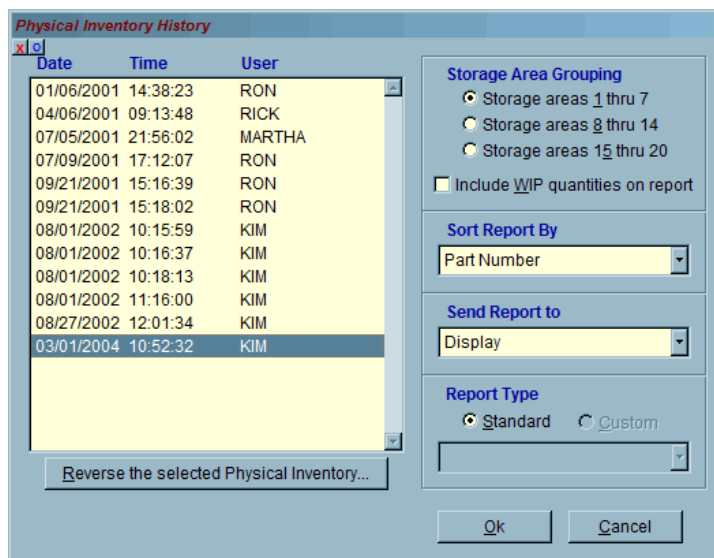 Physical Inventory History
X O
Date Time User
01/06/2001 14:38:23 RON
04/06/2001 09:13:48 RICK
07/05/2001 21:56:02 MARTHA
07/09/2001 17:12:07 RON
09/21/2001 15:16:39 RON
09/21/2001 15:18:02 RON
08/01/2002 10:15:59 KIM
08/01/2002 10:16:37 KIM
08/01/2002 10:18:13 KIM
08/01/2002 11:16:00 KIM
08/27/2002 12:01:34 KIM
03/01/2004 10:52:32 KIM
Reverse the selected Physical Inventory...
Storage Area Grouping
Storage areas 1 thru 7
Storage areas 8 thru 14
Storage areas 15 thru 20
Include WIP quantities on report
Sort Report By
Part Number
Send Report to
Display
Report Type
Standard Custom
Ok Cancel